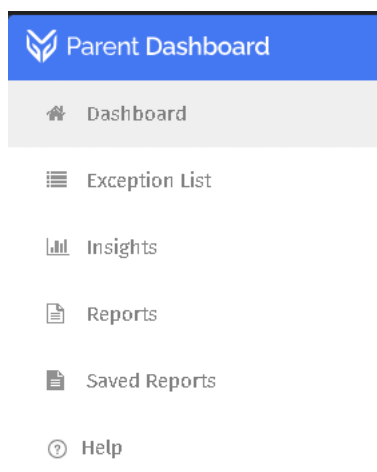 Parent Dashboard
Dashboard
Exception List
Insights
Reports
Saved Reports
Help